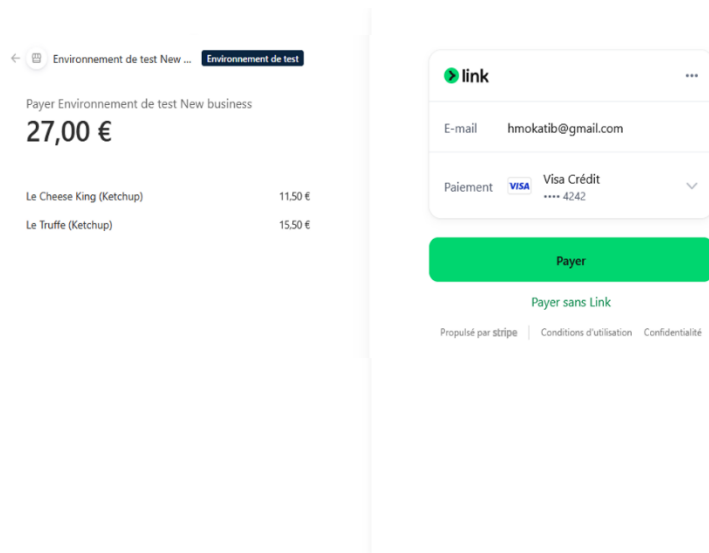 Environnement de test New ... Environnement de test
Payer Environnement de test New business
27,00 €
Le Cheese King (Ketchup) 11,50 €
Le Truffe (Ketchup) 15,50 €
link
E-mail hmokatib@gmail.com
Paiement VISA Visa Crédit
•••• 4242
Payer
Payer sans Link
Propulsé par stripe Conditions d'utilisation Confidentialité